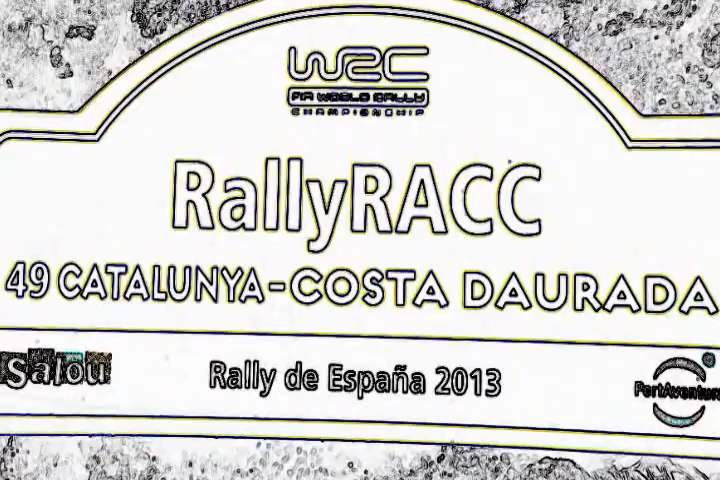 WRC
FIA WORLD RALLY
CHAMPIONSHIP
RallyRACC
49 CATALUNYA-COSTA DAURADA
Salou
Rally de España 2013
PortAventura